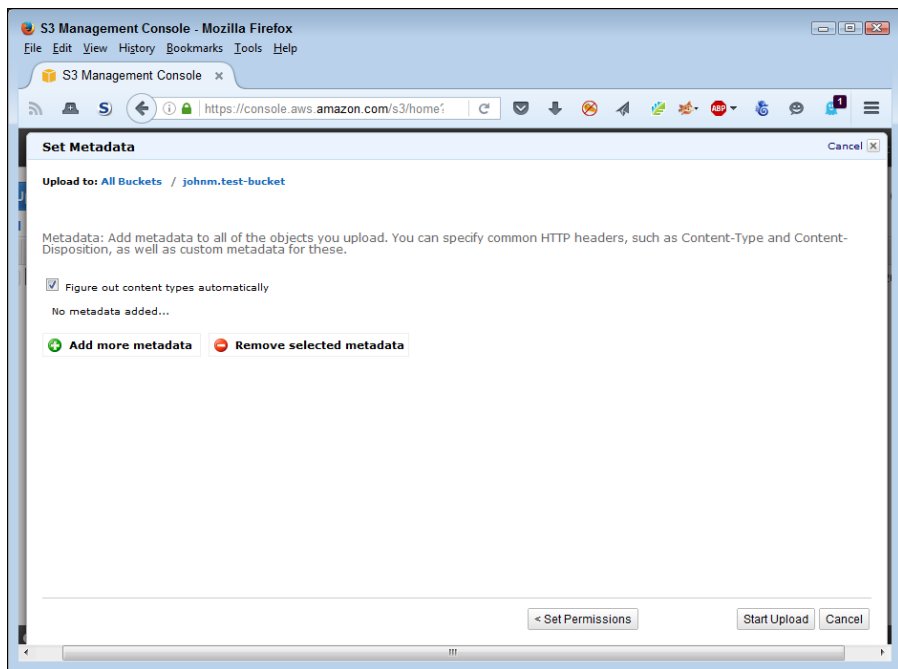 S3 Management Console - Mozilla Firefox
File Edit View History Bookmarks Tools Help
S3 Management Console ×
S) https://console.aws.amazon.com/s3/home? ABP 1
Set Metadata Cancel X
Upload to: All Buckets / johnm.test-bucket
Metadata: Add metadata to all of the objects you upload. You can specify common HTTP headers, such as Content-Type and Content-
Disposition, as well as custom metadata for these.
Figure out content types automatically
No metadata added...
Add more metadata Remove selected metadata
< Set Permissions Start Upload Cancel